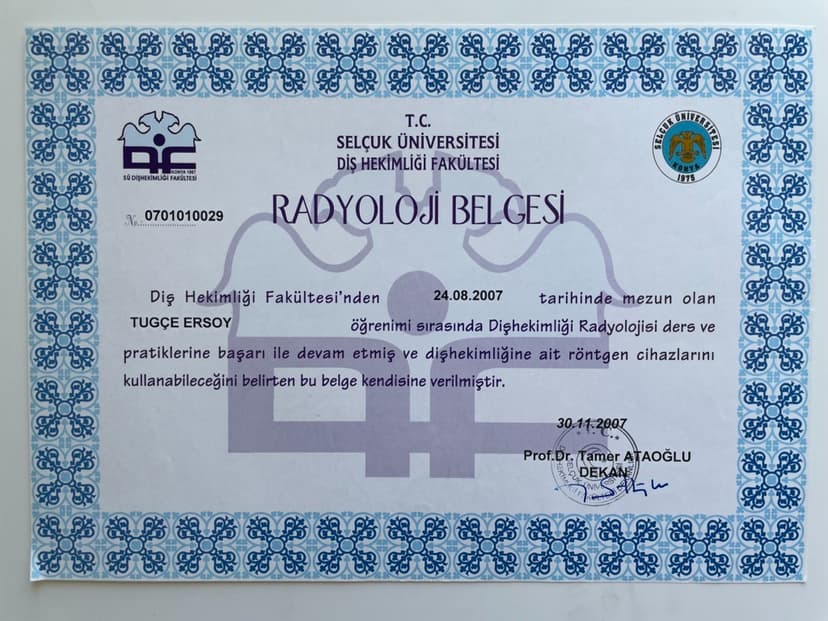 T.C.
SELÇUK ÜNİVERSİTESİ
DİŞ HEKİMLİĞİ FAKÜLTESİ
KONYA 1987
SÜ DİŞHEKİMLİĞİ FAKÜLTESİ
SELÇUK ÜNİVERSİTESİ
KONYA
1975
No: 0701010029
RADYOLOJİ BELGESİ
Diş Hekimliği Fakültesi'nden 24.08.2007 tarihinde mezun olan
TUGÇE ERSOY öğrenimi sırasında Dişhekimliği Radyolojisi ders ve
pratiklerine başarı ile devam etmiş ve dişhekimliğine ait röntgen cihazlarını
kullanabileceğini belirten bu belge kendisine verilmiştir.
30.11.2007
T.C.
Prof.Dr. Tamer ATAOĞLU
DEKAN